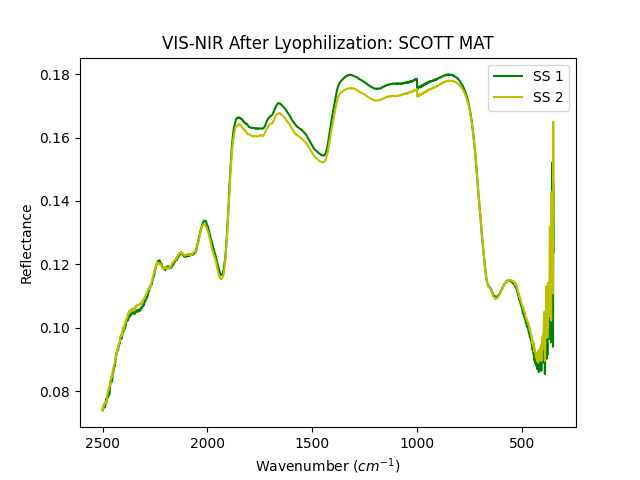 VIS-NIR After Lyophilization: SCOTT MAT
SS 1
SS 2
0.18
0.16
0.14
0.12
0.10
0.08
Reflectance
2500 2000 1500 1000 500
Wavenumber (cm⁻¹)